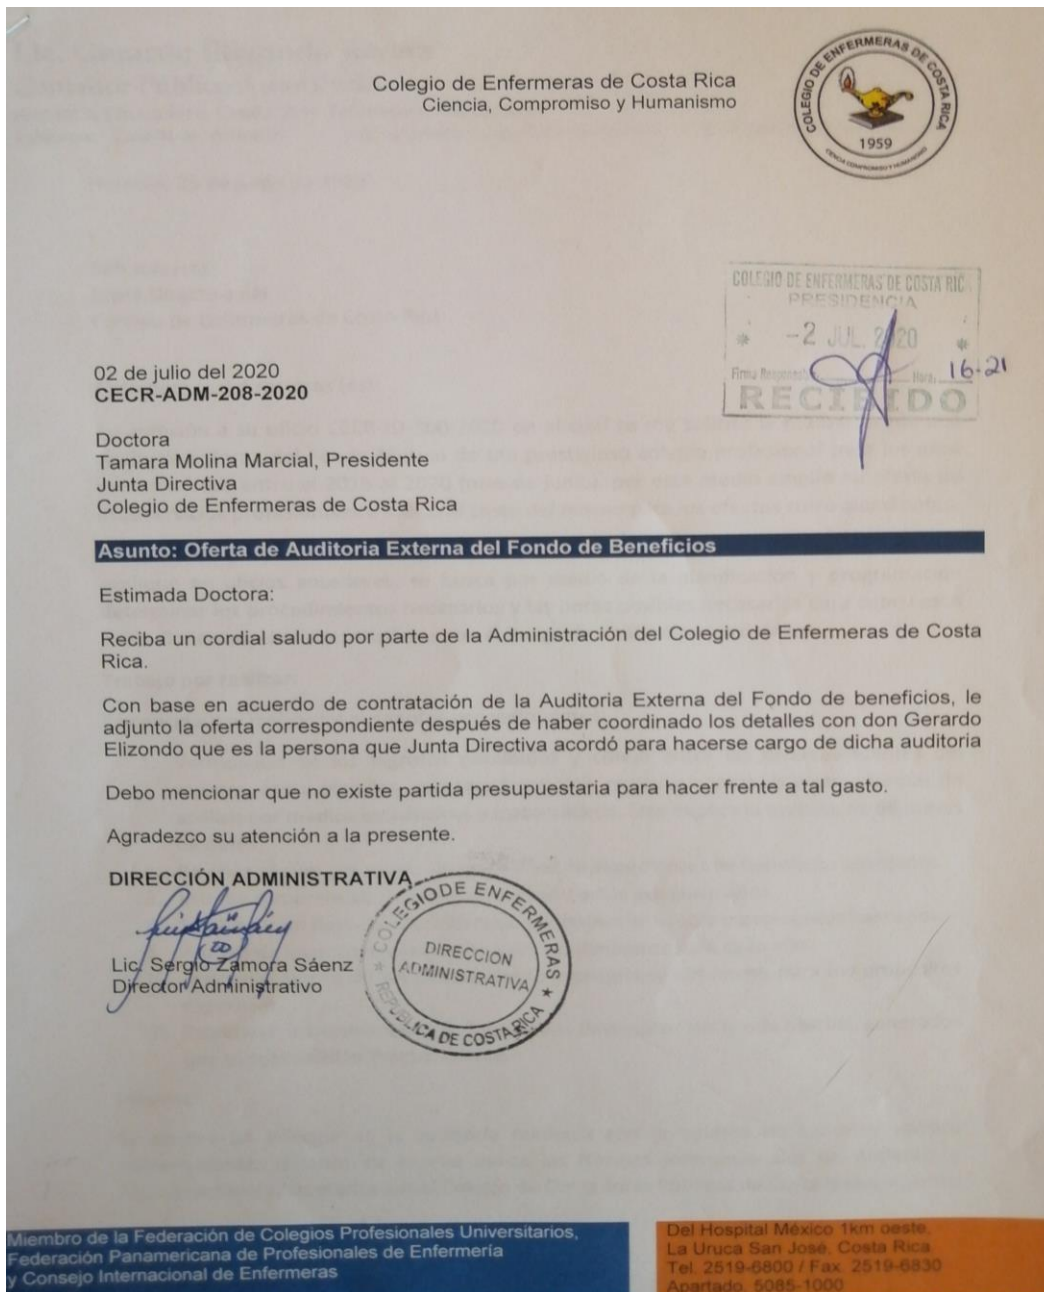 Colegio de Enfermeras de Costa Rica
Ciencia, Compromiso y Humanismo
COLEGIO DE ENFERMERAS DE COSTA RICA
1959
CIENCIA COMPROMISO Y HUMANISMO
COLEGIO DE ENFERMERAS DE COSTA RIC
PRESIDENCIA
-2 JUL. 2020
Firma Responsable Hora: 16-21
RECIBIDO
02 de julio del 2020
CECR-ADM-208-2020
Doctora
Tamara Molina Marcial, Presidente
Junta Directiva
Colegio de Enfermeras de Costa Rica
Asunto: Oferta de Auditoria Externa del Fondo de Beneficios
Estimada Doctora:
Reciba un cordial saludo por parte de la Administración del Colegio de Enfermeras de Costa
Rica.
Con base en acuerdo de contratación de la Auditoria Externa del Fondo de beneficios, le
adjunto la oferta correspondiente después de haber coordinado los detalles con don Gerardo
Elizondo que es la persona que Junta Directiva acordó para hacerse cargo de dicha auditoria
Debo mencionar que no existe partida presupuestaria para hacer frente a tal gasto.
Agradezco su atención a la presente.
DIRECCIÓN ADMINISTRATIVA
Lic. Sergio Zamora Sáenz
Director Administrativo
COLEGIO DE ENFERMERAS
DIRECCION
ADMINISTRATIVA
REPUBLICA DE COSTA RICA
Miembro de la Federación de Colegios Profesionales Universitarios,
Federación Panamericana de Profesionales de Enfermería
y Consejo Internacional de Enfermeras
Del Hospital México 1km oeste,
La Uruca San José, Costa Rica
Tel. 2519-6800 / Fax. 2519-6830
Apartado. 5085-1000